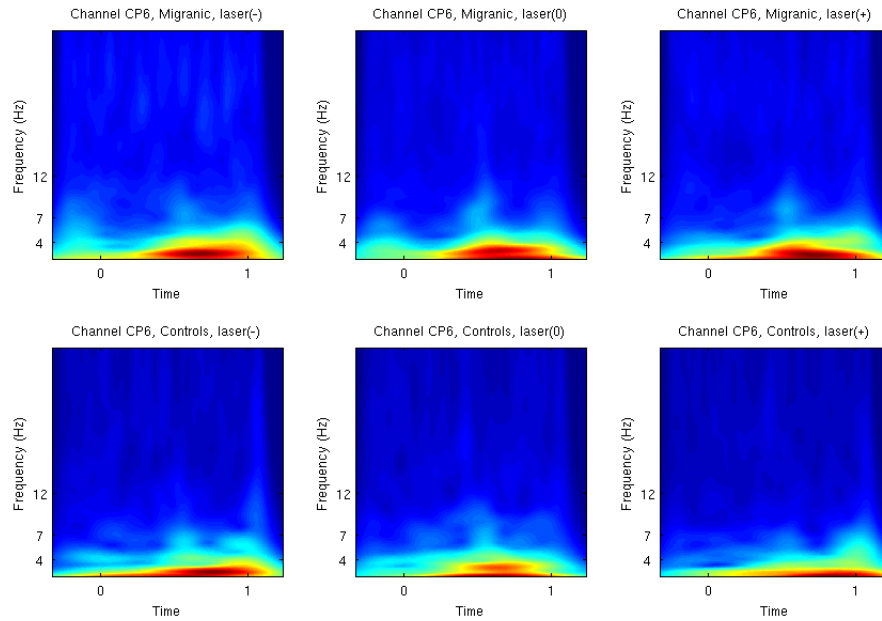 Channel CP6, Migranic, laser(-)
Channel CP6, Migranic, laser(0)
Channel CP6, Migranic, laser(+)
Frequency (Hz)
12
7
4
0
1
Time
Frequency (Hz)
12
7
4
0
1
Time
Frequency (Hz)
12
7
4
0
1
Time
Channel CP6, Controls, laser(-)
Channel CP6, Controls, laser(0)
Channel CP6, Controls, laser(+)
Frequency (Hz)
12
7
4
0
1
Time
Frequency (Hz)
12
7
4
0
1
Time
Frequency (Hz)
12
7
4
0
1
Time